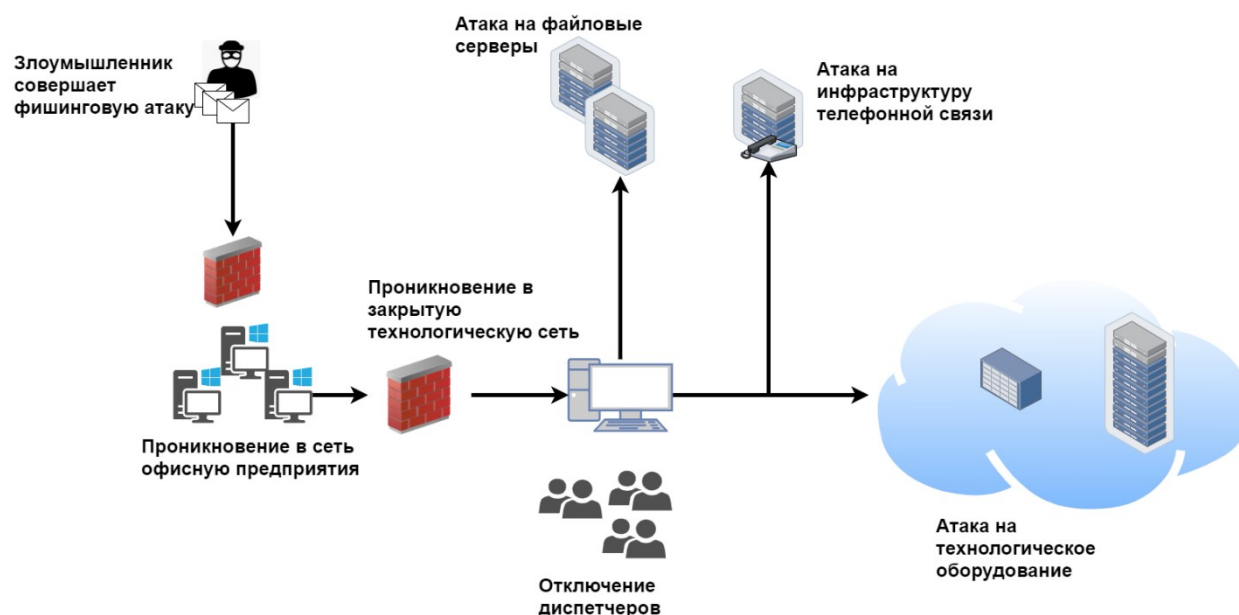 Злоумышленник
совершает
фишинговую атаку
Атака на файловые
серверы
Атака на
инфраструктуру
телефонной связи
Проникновение в
закрытую
технологическую сеть
Проникновение в сеть
офисную предприятия
Отключение
диспетчеров
Атака на
технологическое
оборудование